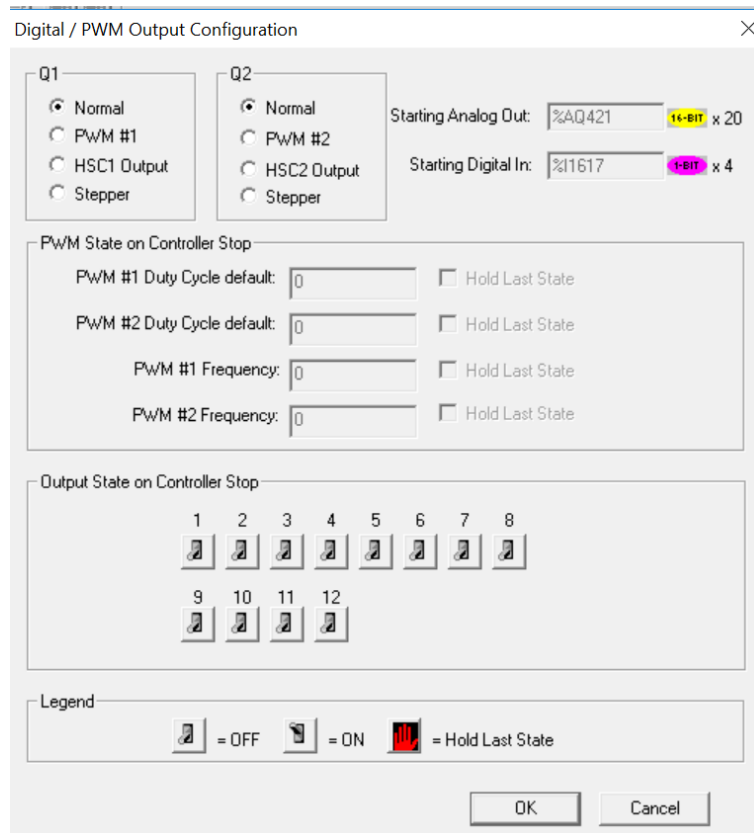 Digital / PWM Output Configuration
Q1
Normal
PWM #1
HSC1 Output
Stepper
Q2
Normal
PWM #2
HSC2 Output
Stepper
Starting Analog Out: %AQ421 16-BIT x 20
Starting Digital In: %I1617 1-BIT x 4
PWM State on Controller Stop
PWM #1 Duty Cycle default: 0 Hold Last State
PWM #2 Duty Cycle default: 0 Hold Last State
PWM #1 Frequency: 0 Hold Last State
PWM #2 Frequency: 0 Hold Last State
Output State on Controller Stop
1 2 3 4 5 6 7 8
9 10 11 12
Legend
= OFF = ON = Hold Last State
OK Cancel